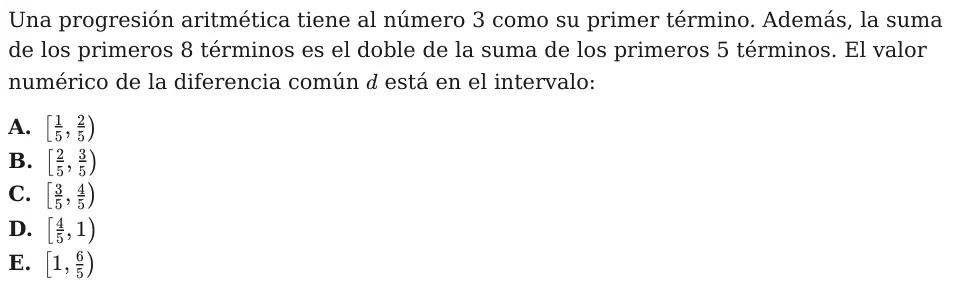 Una progresión aritmética tiene al número 3 como su primer término. Además, la suma
de los primeros 8 términos es el doble de la suma de los primeros 5 términos. El valor
numérico de la diferencia común d está en el intervalo:
A. [1/5, 2/5)
B. [2/5, 3/5)
C. [3/5, 4/5)
D. [4/5, 1)
E. [1, 6/5)